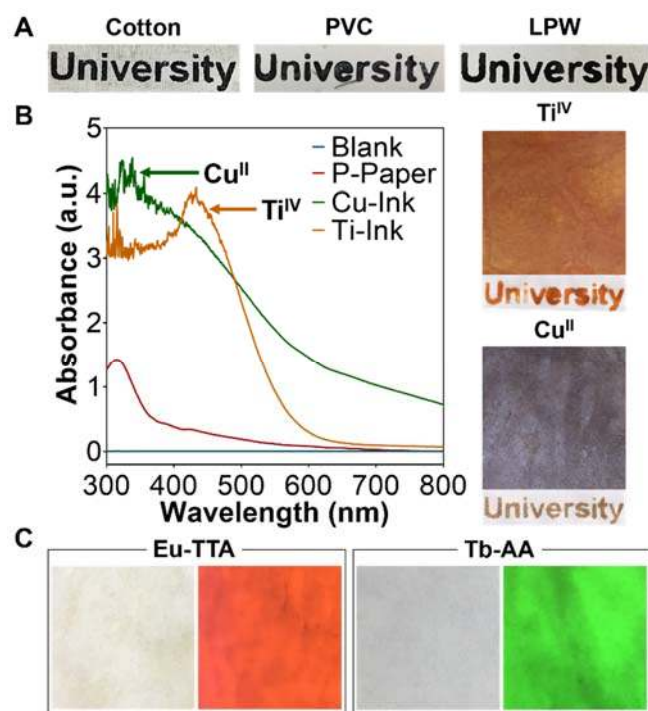 A
Cotton PVC LPW
University University University
B
Absorbance (a.u.)
5
4
3
2
1
0
Cu^II
Ti^IV
Blank
P-Paper
Cu-Ink
Ti-Ink
300 400 500 600 700 800
Wavelength (nm)
Ti^IV
University
Cu^II
University
C
Eu-TTA Tb-AA